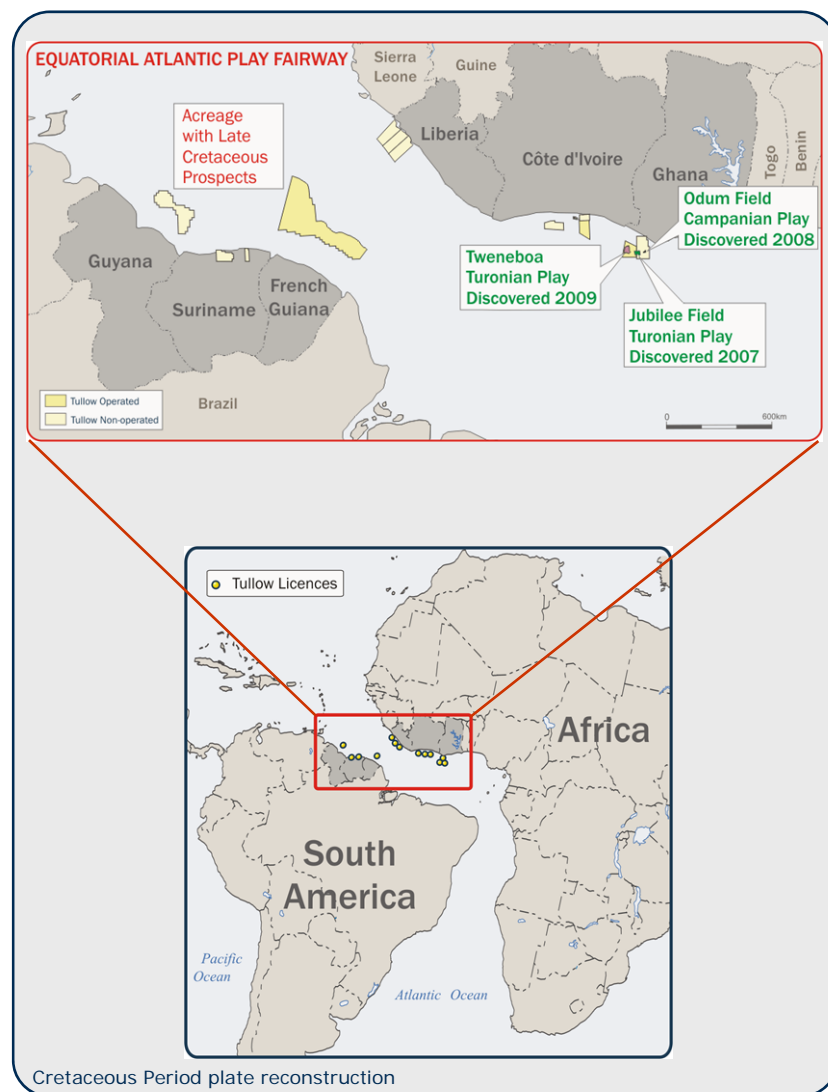 EQUATORIAL ATLANTIC PLAY FAIRWAY
Sierra
Leone
Guine
Acreage
with Late
Cretaceous
Prospects
Liberia
Côte d'Ivoire
Ghana
Togo
Benin
Odum Field
Campanian Play
Discovered 2008
Tweneboa
Turonian Play
Discovered 2009
Jubilee Field
Turonian Play
Discovered 2007
Guyana
Suriname
French
Guiana
Brazil
Tullow Operated
Tullow Non-operated
0
600km
Tullow Licences
Africa
South
America
Pacific
Ocean
Atlantic Ocean
Cretaceous Period plate reconstruction